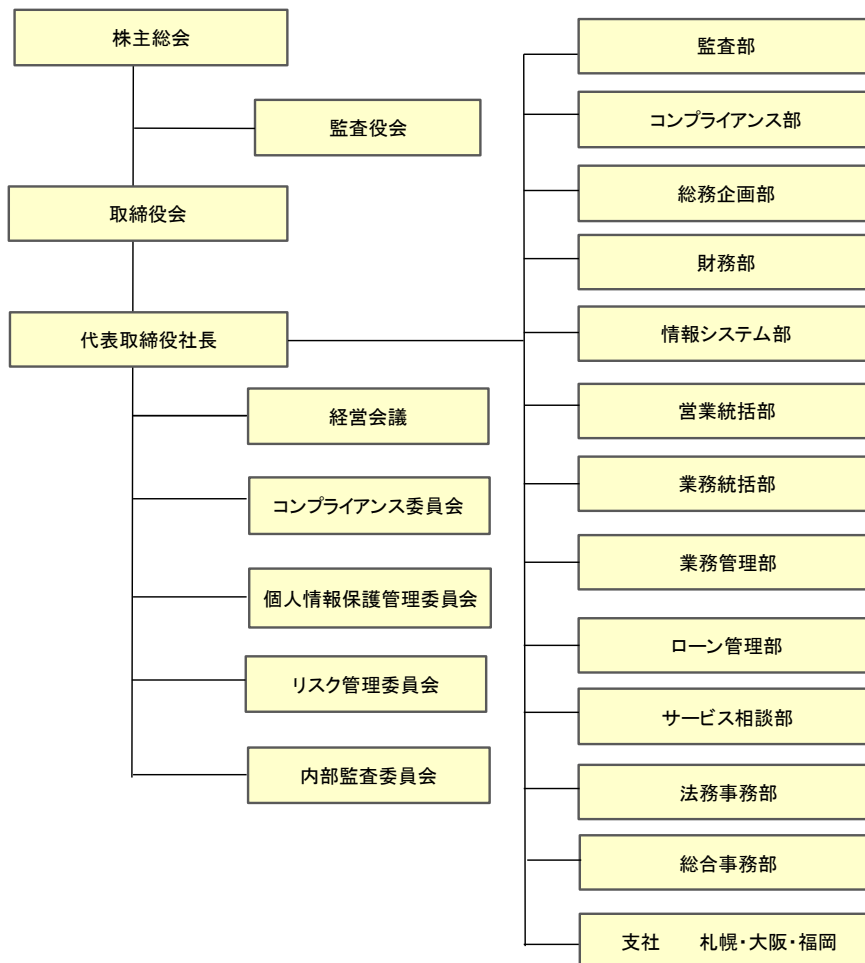 株主総会
監査役会
取締役会
代表取締役社長
経営会議
コンプライアンス委員会
個人情報保護管理委員会
リスク管理委員会
内部監査委員会
監査部
コンプライアンス部
総務企画部
財務部
情報システム部
営業統括部
業務統括部
業務管理部
ローン管理部
サービス相談部
法務事務部
総合事務部
支社　　札幌・大阪・福岡